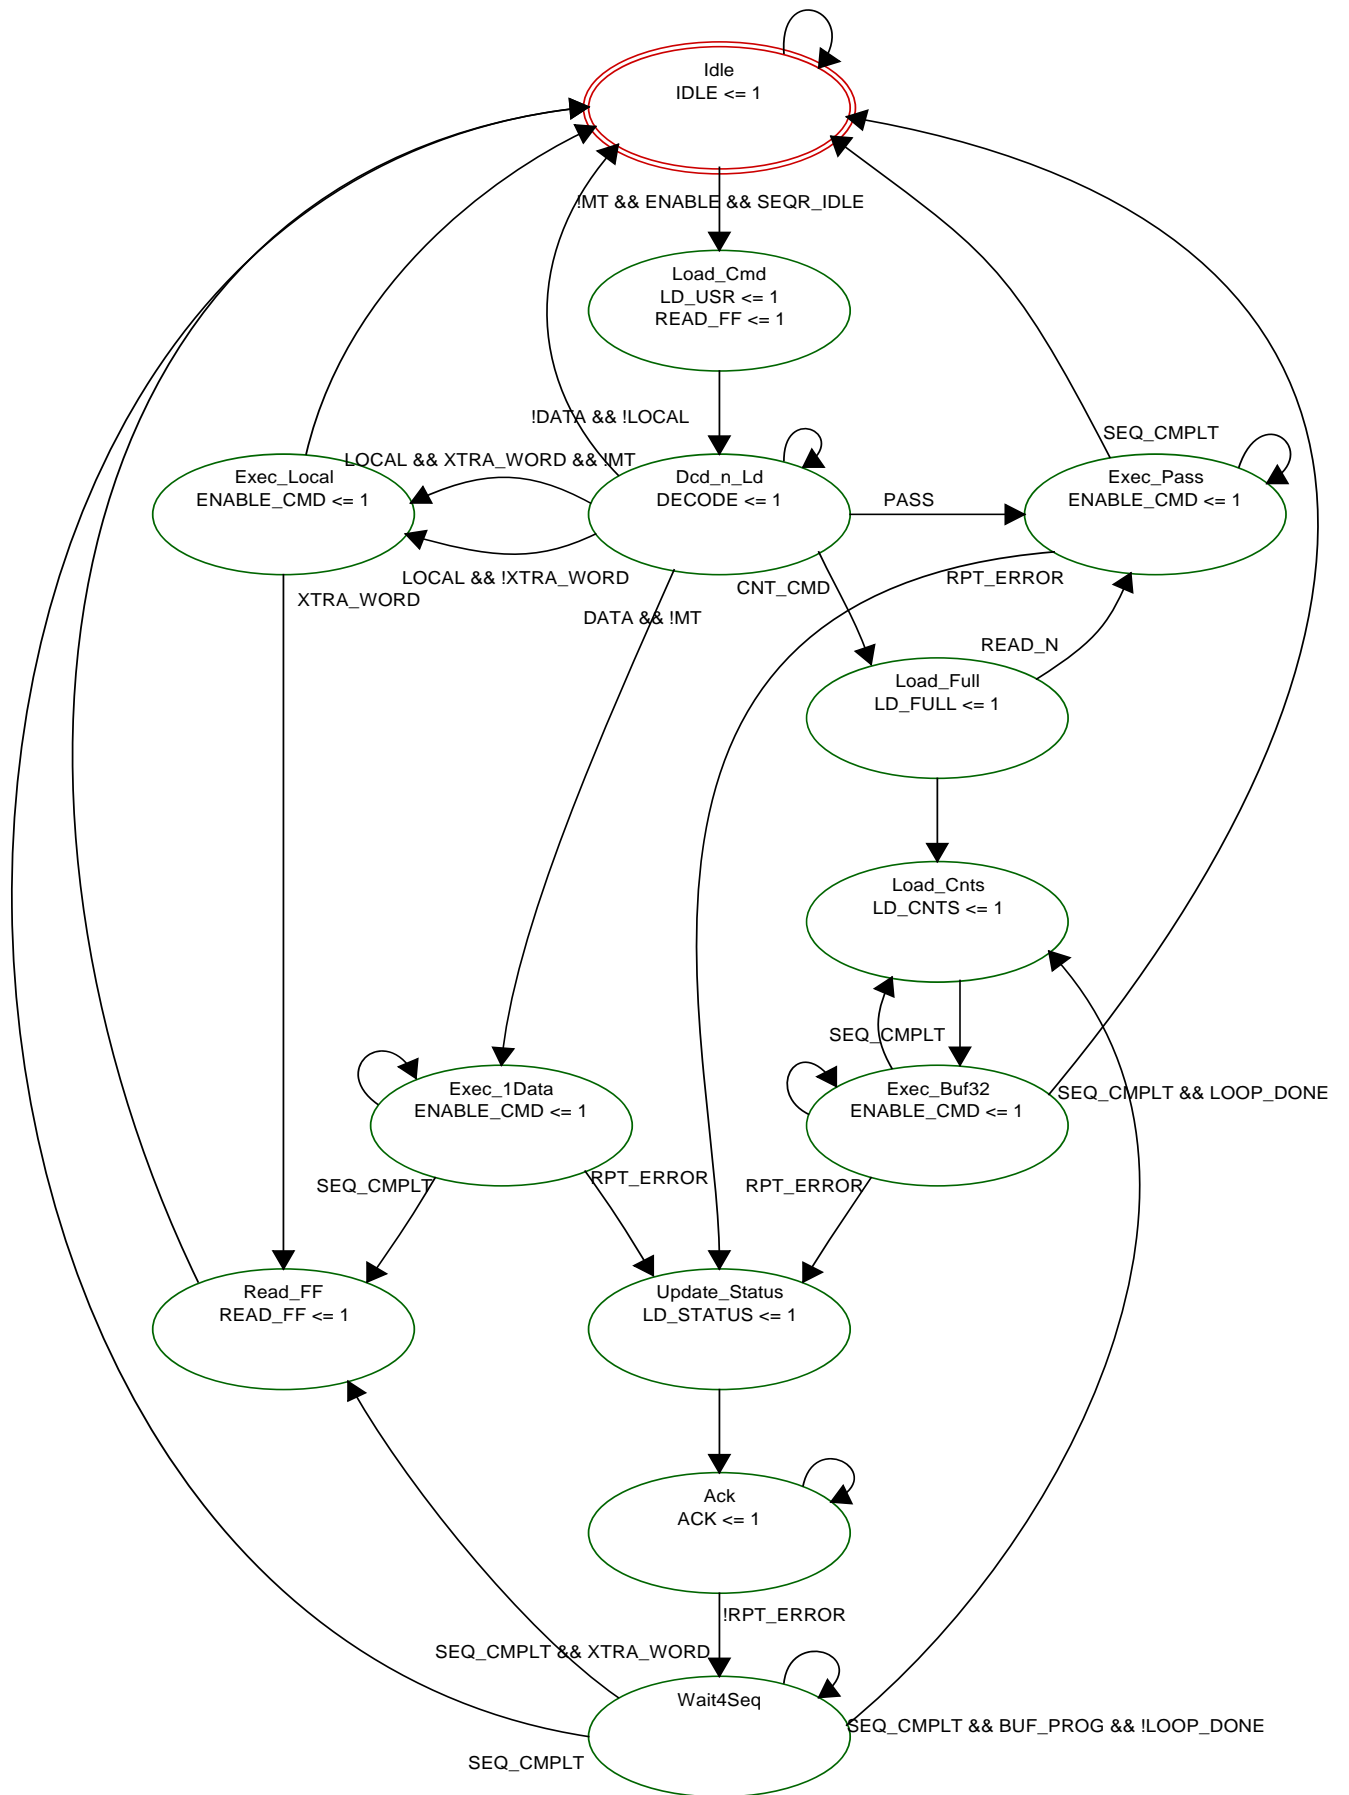 Idle
IDLE <= 1
!MT && ENABLE && SEQR_IDLE
Load_Cmd
LD_USR <= 1
READ_FF <= 1
!DATA && !LOCAL
SEQ_CMPLT
LOCAL && XTRA_WORD && !MT
Exec_Local
ENABLE_CMD <= 1
Dcd_n_Ld
DECODE <= 1
PASS
Exec_Pass
ENABLE_CMD <= 1
LOCAL && !XTRA_WORD
XTRA_WORD
CNT_CMD
RPT_ERROR
DATA && !MT
READ_N
Load_Full
LD_FULL <= 1
Load_Cnts
LD_CNTS <= 1
SEQ_CMPLT
Exec_1Data
ENABLE_CMD <= 1
Exec_Buf32
ENABLE_CMD <= 1
SEQ_CMPLT && LOOP_DONE
SEQ_CMPLT
RPT_ERROR
RPT_ERROR
Read_FF
READ_FF <= 1
Update_Status
LD_STATUS <= 1
Ack
ACK <= 1
!RPT_ERROR
SEQ_CMPLT && XTRA_WORD
Wait4Seq
SEQ_CMPLT && BUF_PROG && !LOOP_DONE
SEQ_CMPLT